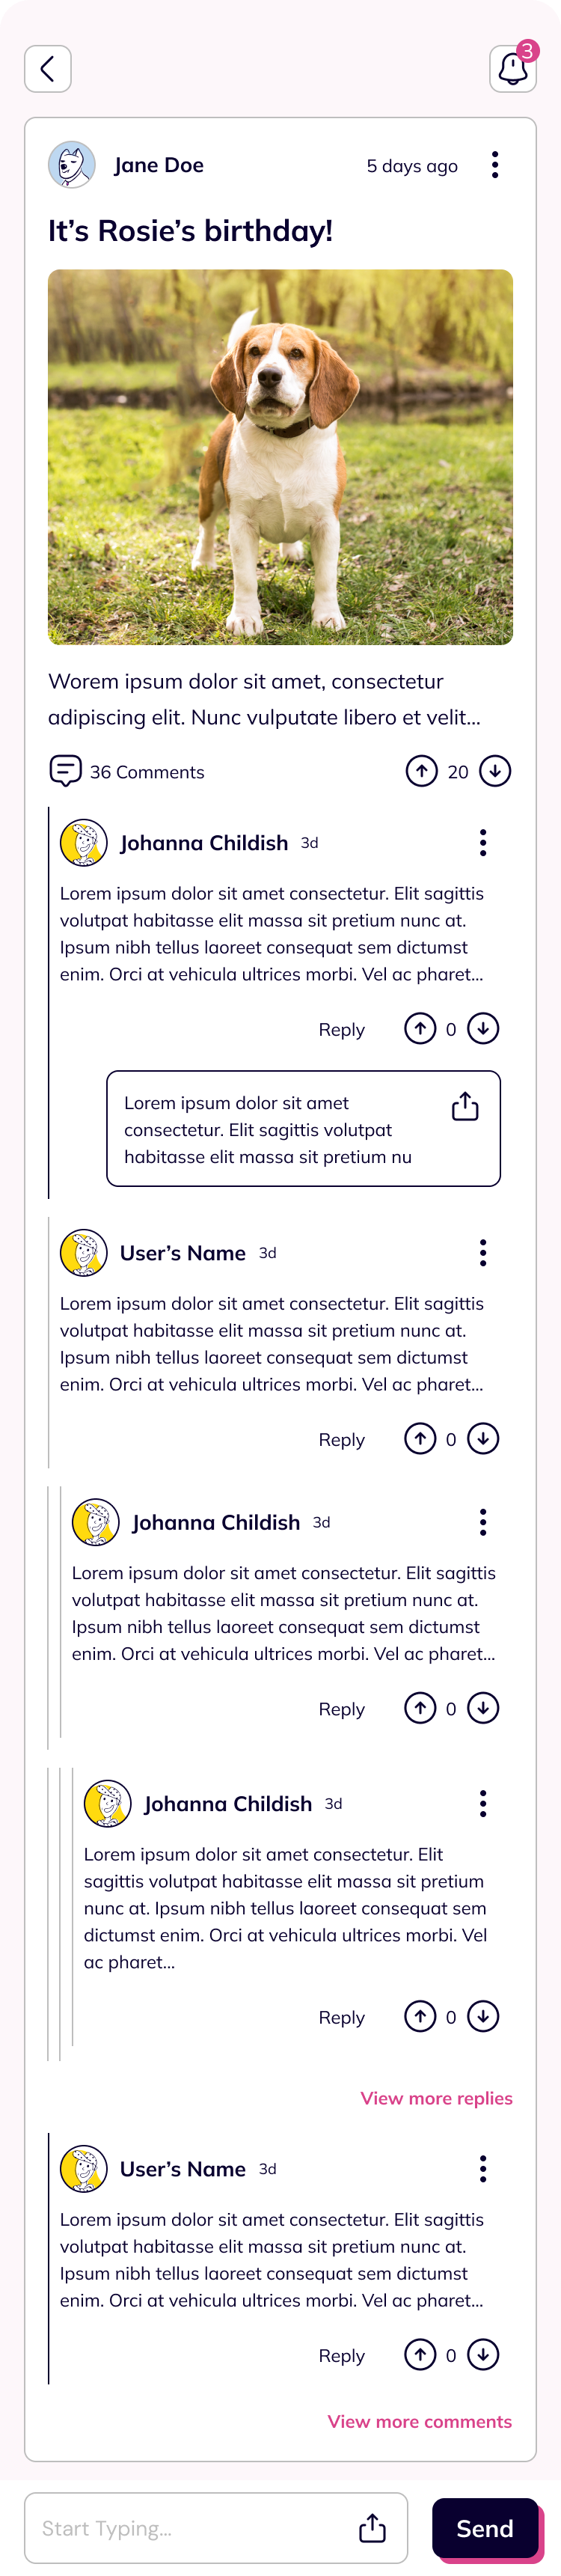 3
Jane Doe
5 days ago
It’s Rosie’s birthday!
Worem ipsum dolor sit amet, consectetur
adipiscing elit. Nunc vulputate libero et velit...
36 Comments
20
Johanna Childish 3d
Lorem ipsum dolor sit amet consectetur. Elit sagittis
volutpat habitasse elit massa sit pretium nunc at.
Ipsum nibh tellus laoreet consequat sem dictumst
enim. Orci at vehicula ultrices morbi. Vel ac pharet...
Reply
0
Lorem ipsum dolor sit amet
consectetur. Elit sagittis volutpat
habitasse elit massa sit pretium nu
User’s Name 3d
Lorem ipsum dolor sit amet consectetur. Elit sagittis
volutpat habitasse elit massa sit pretium nunc at.
Ipsum nibh tellus laoreet consequat sem dictumst
enim. Orci at vehicula ultrices morbi. Vel ac pharet...
Reply
0
Johanna Childish 3d
Lorem ipsum dolor sit amet consectetur. Elit sagittis
volutpat habitasse elit massa sit pretium nunc at.
Ipsum nibh tellus laoreet consequat sem dictumst
enim. Orci at vehicula ultrices morbi. Vel ac pharet...
Reply
0
Johanna Childish 3d
Lorem ipsum dolor sit amet consectetur. Elit
sagittis volutpat habitasse elit massa sit pretium
nunc at. Ipsum nibh tellus laoreet consequat sem
dictumst enim. Orci at vehicula ultrices morbi. Vel
ac pharet...
Reply
0
View more replies
User’s Name 3d
Lorem ipsum dolor sit amet consectetur. Elit sagittis
volutpat habitasse elit massa sit pretium nunc at.
Ipsum nibh tellus laoreet consequat sem dictumst
enim. Orci at vehicula ultrices morbi. Vel ac pharet...
Reply
0
View more comments
Start Typing...
Send